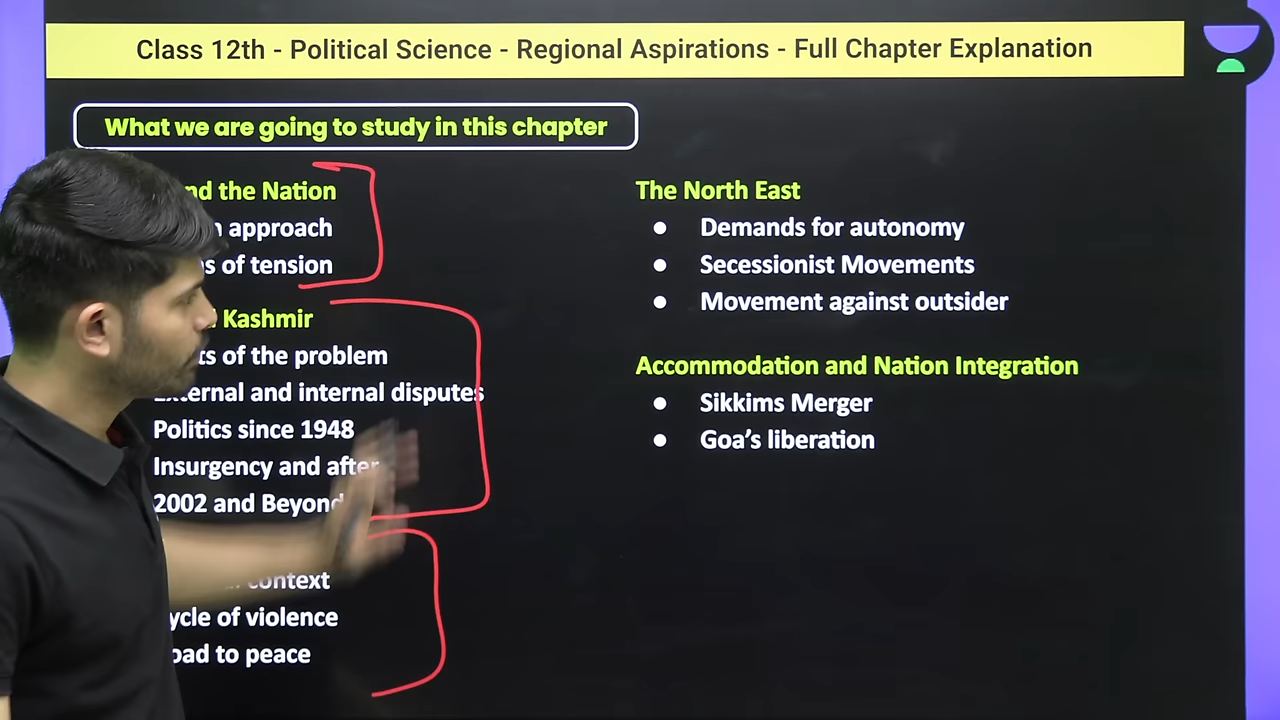 Class 12th - Political Science - Regional Aspirations - Full Chapter Explanation
What we are going to study in this chapter
and the Nation
approach
of tension
Kashmir
of the problem
External and internal disputes
Politics since 1948
Insurgency and after
2002 and Beyond
context
of violence
to peace
The North East
● Demands for autonomy
● Secessionist Movements
● Movement against outsider
Accommodation and Nation Integration
● Sikkims Merger
● Goa’s liberation